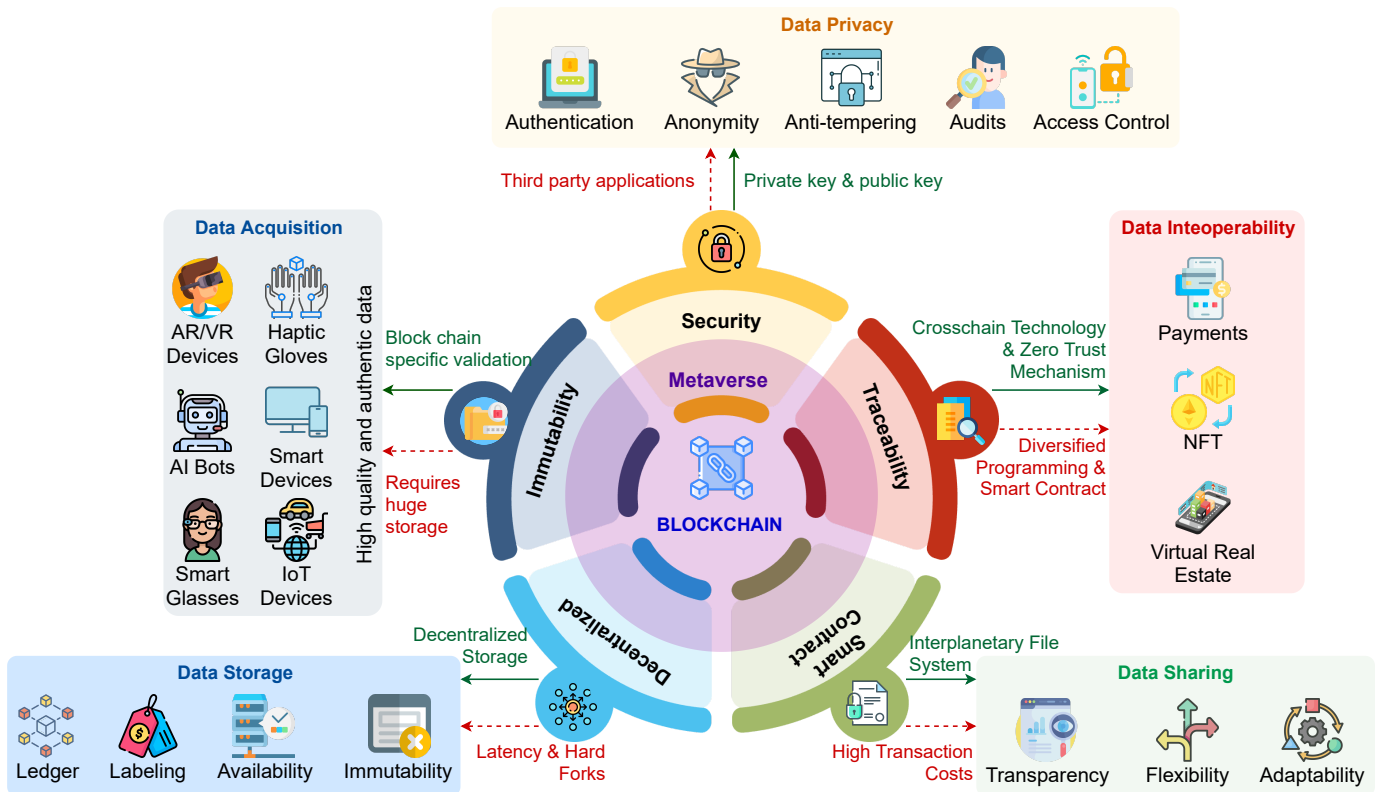 Data Privacy
Authentication
Anonymity
Anti-tempering
Audits
Access Control
Third party applications
Private key & public key
Data Acquisition
AR/VR
Devices
Haptic
Gloves
AI Bots
Smart
Devices
Smart
Glasses
IoT
Devices
High quality and authentic data
Block chain
specific validation
Requires
huge
storage
Security
Metaverse
Immutability
Traceability
BLOCKCHAIN
Decentralized
Smart
Contract
Crosschain Technology
& Zero Trust
Mechanism
Diversified
Programming &
Smart Contract
Data Inteoperability
Payments
NFT
NFT
Virtual Real
Estate
Decentralized
Storage
Latency & Hard
Forks
Data Storage
$
Ledger
Labeling
Availability
Immutability
Interplanetary File
System
High Transaction
Costs
Data Sharing
Transparency
Flexibility
Adaptability